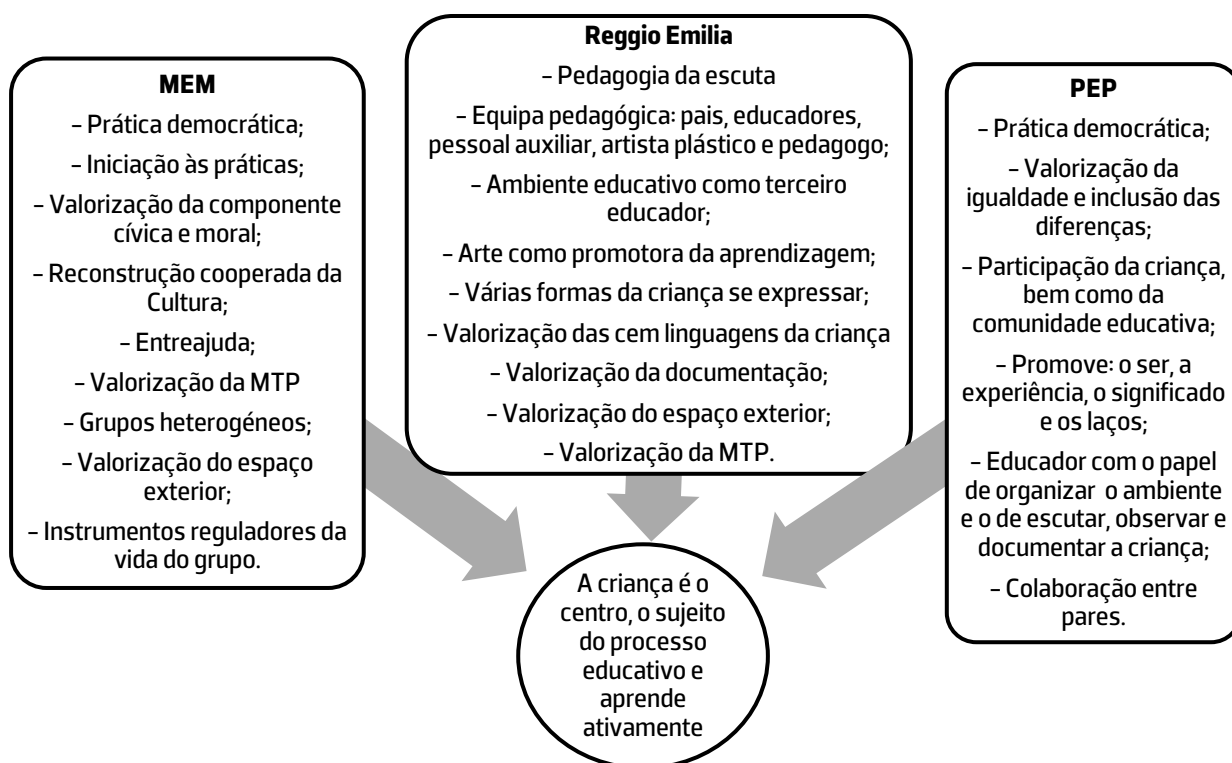 MEM
– Prática democrática;
– Iniciação às práticas;
– Valorização da componente
cívica e moral;
– Reconstrução cooperada da
Cultura;
– Entreajuda;
– Valorização da MTP
– Grupos heterogéneos;
– Valorização do espaço
exterior;
– Instrumentos reguladores da
vida do grupo.
Reggio Emilia
– Pedagogia da escuta
– Equipa pedagógica: pais, educadores,
pessoal auxiliar, artista plástico e pedagogo;
– Ambiente educativo como terceiro
educador;
– Arte como promotora da aprendizagem;
– Várias formas da criança se expressar;
– Valorização das cem linguagens da criança
– Valorização da documentação;
– Valorização do espaço exterior;
– Valorização da MTP.
PEP
– Prática democrática;
– Valorização da
igualdade e inclusão das
diferenças;
– Participação da criança,
bem como da
comunidade educativa;
– Promove: o ser, a
experiência, o significado
e os laços;
– Educador com o papel
de organizar o ambiente
e o de escutar, observar e
documentar a criança;
– Colaboração entre
pares.
A criança é o
centro, o sujeito
do processo
educativo e
aprende
ativamente